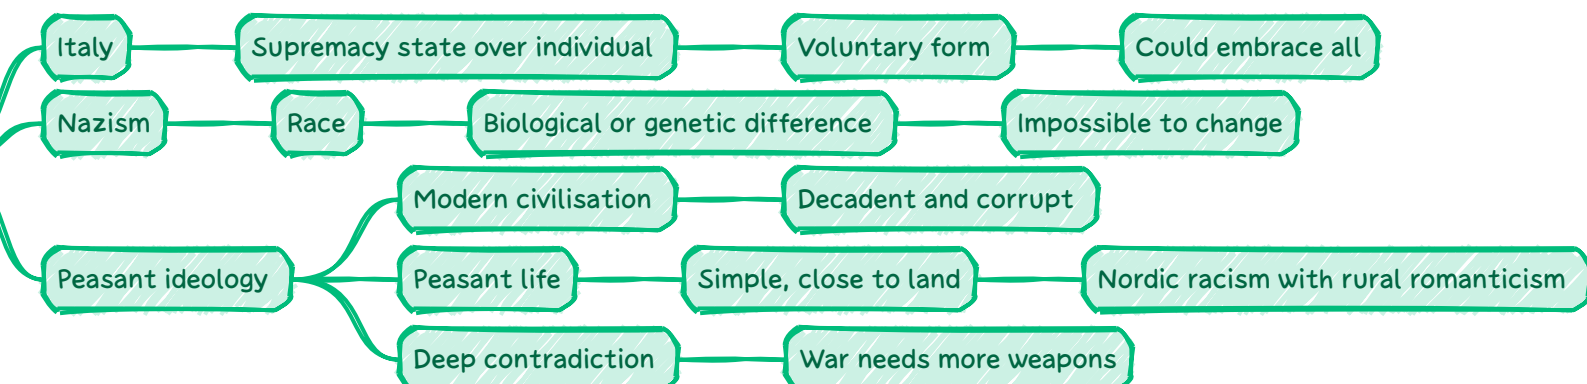 Italy
Supremacy state over individual
Voluntary form
Could embrace all
Nazism
Race
Biological or genetic difference
Impossible to change
Modern civilisation
Decadent and corrupt
Peasant ideology
Peasant life
Simple, close to land
Nordic racism with rural romanticism
Deep contradiction
War needs more weapons